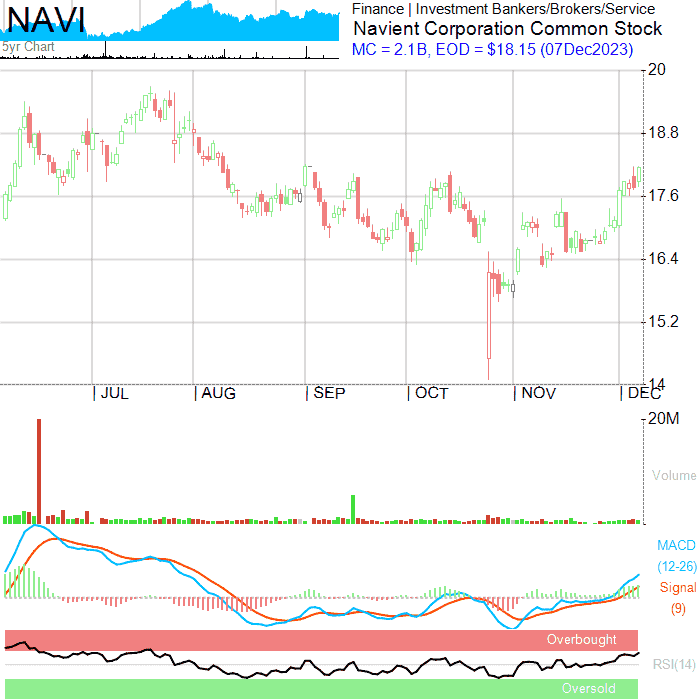 NAVI
5yr Chart
Finance | Investment Bankers/Brokers/Service
Navient Corporation Common Stock
MC = 2.1B, EOD = $18.15 (07Dec2023)
20
18.8
17.6
16.4
15.2
14
JUL
AUG
SEP
OCT
NOV
DEC
20M
Volume
MACD
(12-26)
Signal
(9)
Overbought
RSI(14)
Oversold